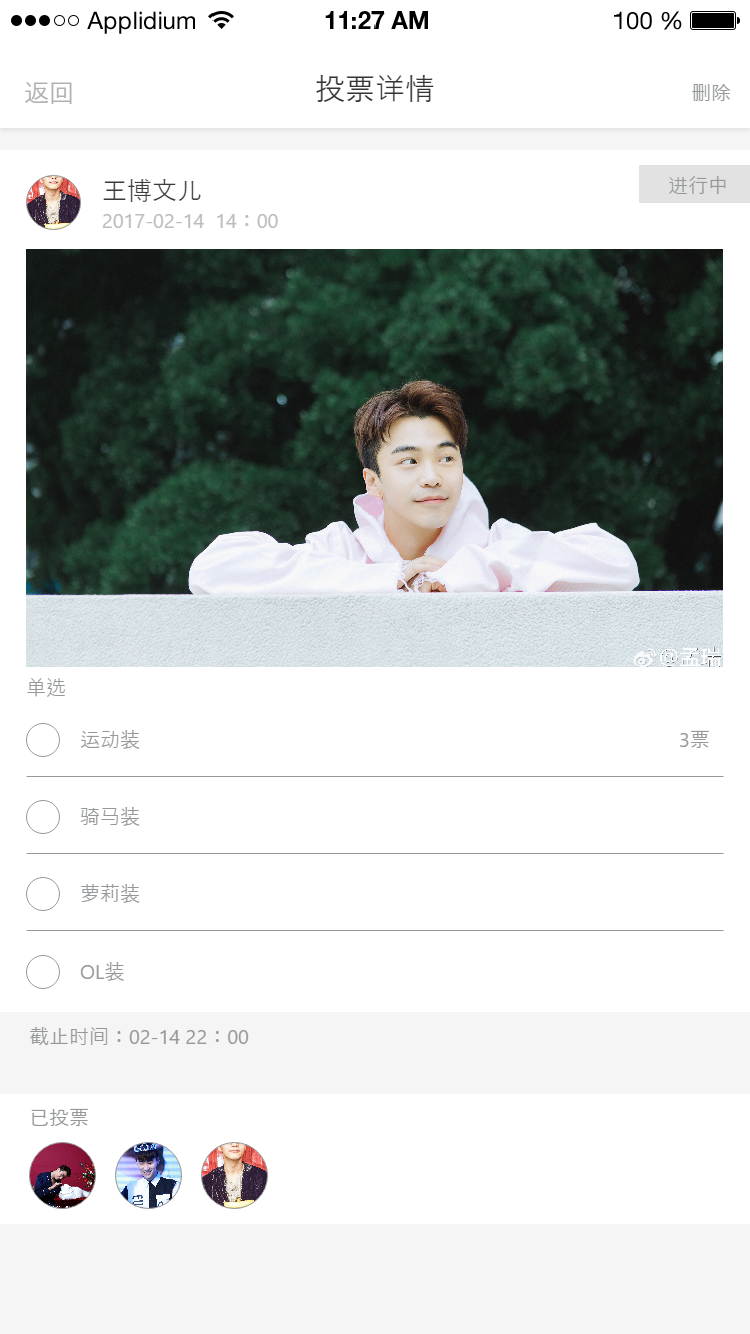 Applidium 11:27 AM 100 %
返回 投票详情 删除
王博文儿 进行中
2017-02-14 14：00
@孟瑞
单选
运动装 3票
骑马装
萝莉装
OL装
截止时间：02-14 22：00
已投票